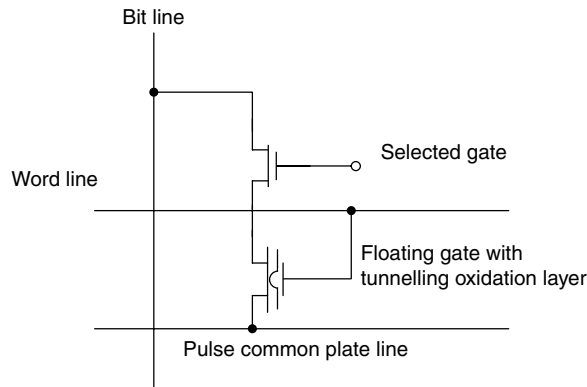 Bit line
Selected gate
Word line
Floating gate with
tunnelling oxidation layer
Pulse common plate line